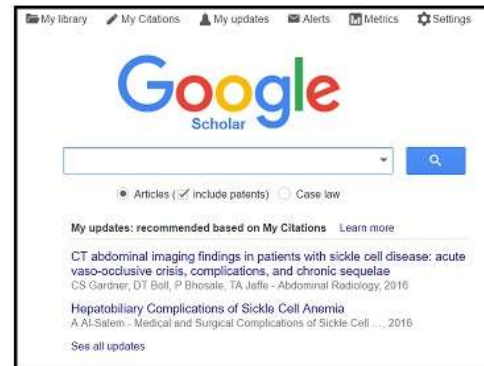 My library My Citations My updates Alerts Metrics Settings
Google
Scholar
Articles ( include patents) Case law
My updates: recommended based on My Citations Learn more
CT abdominal imaging findings in patients with sickle cell disease: acute
vaso-occlusive crisis, complications, and chronic sequelae
CS Gardner, DT Boll, P Bhosale, TA Jaffe - Abdominal Radiology, 2016
Hepatobiliary Complications of Sickle Cell Anemia
A Al-Salem - Medical and Surgical Complications of Sickle Cell ..., 2016
See all updates